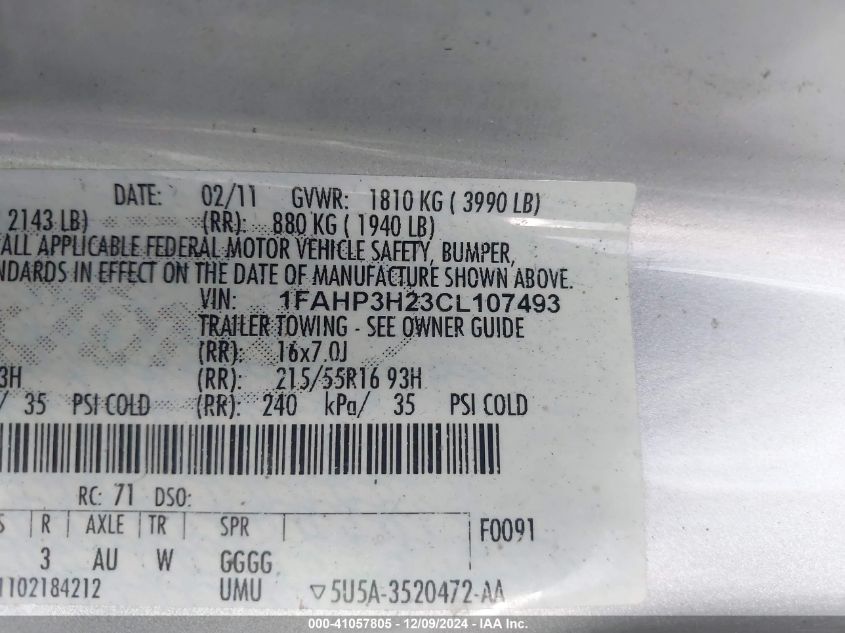 DATE: 02/11 GVWR: 1810 KG ( 3990 LB)
2143 LB) (RR): 880 KG ( 1940 LB)
ALL APPLICABLE FEDERAL MOTOR VEHICLE SAFETY, BUMPER,
NDARDS IN EFFECT ON THE DATE OF MANUFACTURE SHOWN ABOVE.
VIN: 1FAHP3H23CL107493
TRAILER TOWING - SEE OWNER GUIDE
(RR): 16x7.0J
3H (RR): 215/55R16 93H
/ 35 PSI COLD (RR): 240 kPa/ 35 PSI COLD
RC: 71 DSO:
S R AXLE TR SPR F0091
3 AU W GGGG
1102184212 UMU ▽5U5A-3520472-AA
000-41057805 - 12/09/2024 - IAA Inc.